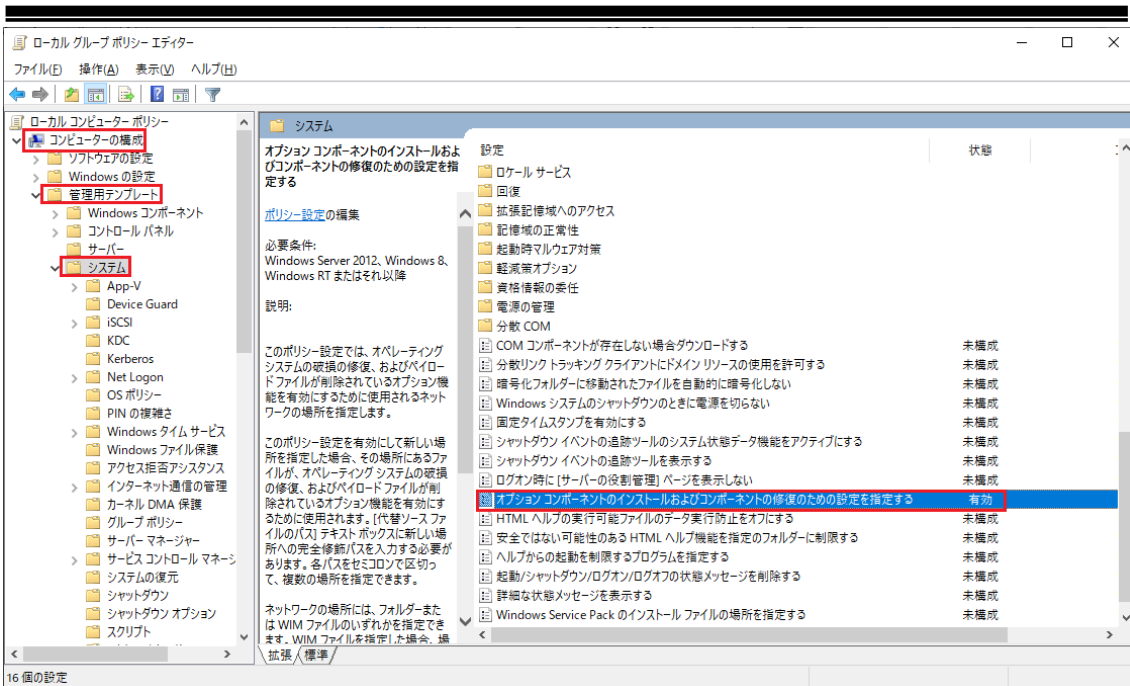 ローカル グループ ポリシー エディター
ファイル(F) 操作(A) 表示(V) ヘルプ(H)
ローカル コンピューター ポリシー
コンピューターの構成
ソフトウェアの設定
Windows の設定
管理用テンプレート
Windows コンポーネント
コントロール パネル
サーバー
システム
App-V
Device Guard
iSCSI
KDC
Kerberos
Net Logon
OS ポリシー
PIN の複雑さ
Windows タイム サービス
Windows ファイル保護
アクセス拒否アシスタンス
インターネット通信の管理
カーネル DMA 保護
グループ ポリシー
サーバー マネージャー
サービス コントロール マネージ
システムの復元
シャットダウン
シャットダウン オプション
スクリプト
システム
オプション コンポーネントのインストールおよ
びコンポーネントの修復のための設定を指
定する
ポリシー設定の編集
必要条件:
Windows Server 2012、Windows 8、
Windows RT またはそれ以降
説明:
このポリシー設定では、オペレーティング
システムの破損の修復、およびペイロー
ドファイルが削除されているオプション機
能を有効にするために使用されるネット
ワークの場所を指定します。
このポリシー設定を有効にして新しい場
所を指定した場合、その場所にあるファ
イルが、オペレーティング システムの破損
の修復、およびペイロード ファイルが削
除されているオプション機能を有効にす
るために使用されます。[代替ソース ファ
イルのパス] テキスト ボックスに新しい場
所への完全修飾パスを入力する必要が
あります。各パスをセミコロンで区切っ
て、複数の場所を指定できます。
ネットワークの場所には、フォルダーまた
は WIM ファイルのいずれかを指定でき
ます。WIM ファイルを指定した場合、場
設定 状態
ロケール サービス
回復
拡張記憶域へのアクセス
記憶域の正常性
起動時マルウェア対策
軽減策オプション
資格情報の委任
電源の管理
分散 COM
COM コンポーネントが存在しない場合ダウンロードする 未構成
分散リンク トラッキング クライアントにドメイン リソースの使用を許可する 未構成
暗号化フォルダーに移動されたファイルを自動的に暗号化しない 未構成
Windows システムのシャットダウンのときに電源を切らない 未構成
固定タイムスタンプを有効にする 未構成
シャットダウン イベントの追跡ツールのシステム状態データ機能をアクティブにする 未構成
シャットダウン イベントの追跡ツールを表示する 未構成
ログオン時に [サーバーの役割管理] ページを表示しない 未構成
オプション コンポーネントのインストールおよびコンポーネントの修復のための設定を指定する 有効
HTML ヘルプの実行可能ファイルのデータ実行防止をオフにする 未構成
安全ではない可能性のある HTML ヘルプ機能を指定のフォルダーに制限する 未構成
ヘルプからの起動を制限するプログラムを指定する 未構成
起動/シャットダウン/ログオン/ログオフの状態メッセージを削除する 未構成
詳細な状態メッセージを表示する 未構成
Windows Service Pack のインストール ファイルの場所を指定する 未構成
拡張 標準
16 個の設定